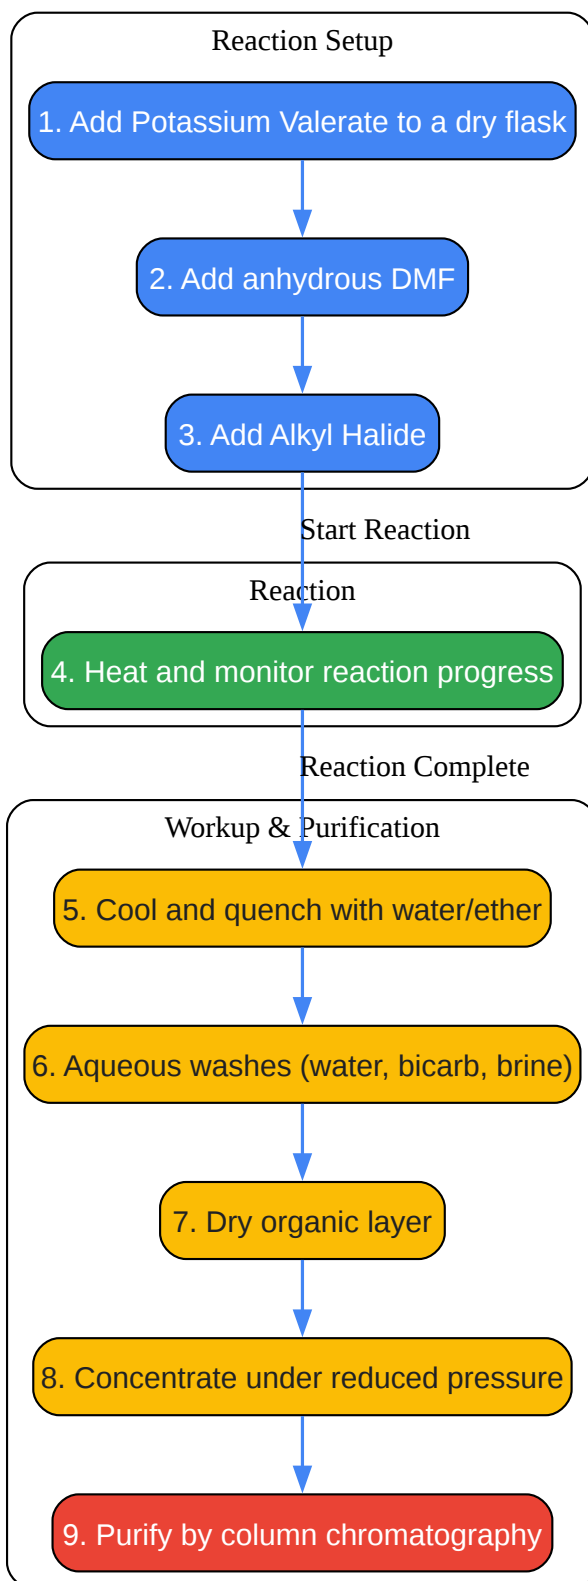 Reaction Setup
1. Add Potassium Valerate to a dry flask
2. Add anhydrous DMF
3. Add Alkyl Halide
Start Reaction
Reaction
4. Heat and monitor reaction progress
Reaction Complete
Workup & Purification
5. Cool and quench with water/ether
6. Aqueous washes (water, bicarb, brine)
7. Dry organic layer
8. Concentrate under reduced pressure
9. Purify by column chromatography